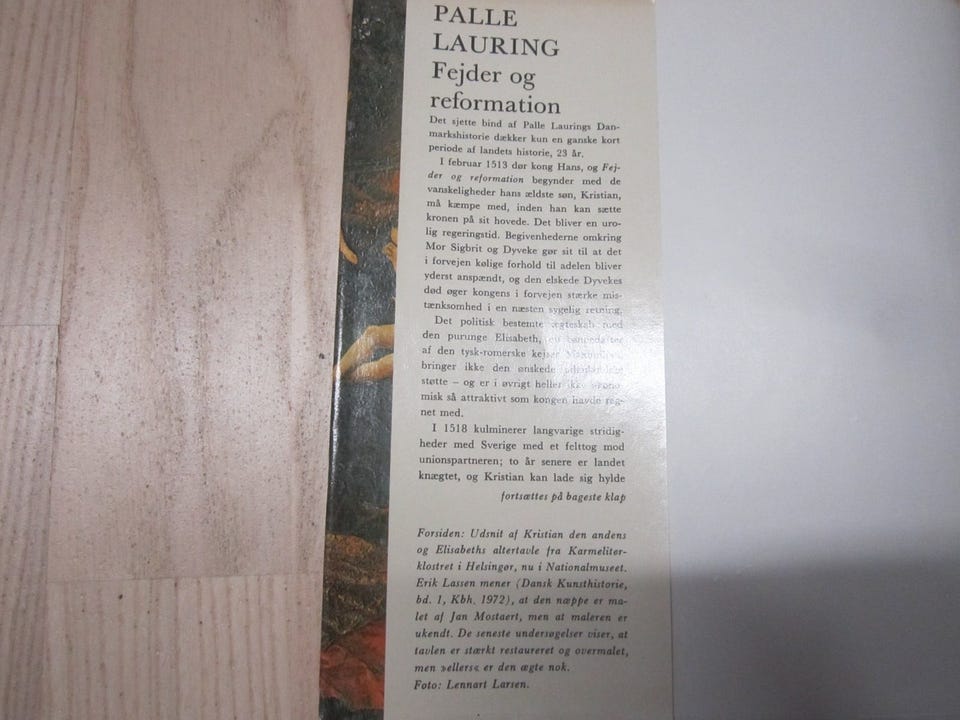 PALLE
LAURING
Fejder og
reformation
Det sjette bind af Palle Laurings Dan-
markshistorie dækker kun en ganske kort
periode af landets historie, 23 år.
I februar 1513 dør kong Hans, og Fej-
der og reformation begynder med de
vanskeligheder hans ældste søn, Kristian,
må kæmpe med, inden han kan sætte
kronen på sit hovede. Det bliver en uro-
lig regeringstid. Begivenhederne omkring
Mor Sigbrit og Dyveke gør sit til at det
i forvejen kølige forhold til adelen bliver
yderst anspændt, og den elskede Dyvekes
død øger kongens i forvejen stærke mis-
tænksomhed i en næsten sygelig retning.
Det politisk bestemte ægteskab med
den purunge Elisabeth,
af den tysk-romerske kejser
bringer ikke den ønskede
støtte – og er i øvrigt heller ikke økono-
misk så attraktivt som kongen havde reg-
net med.
I 1518 kulminerer langvarige stridig-
heder med Sverige med et felttog mod
unionspartneren; to år senere er landet
knægtet, og Kristian kan lade sig hylde
fortsættes på bageste klap
Forsiden: Udsnit af Kristian den andens
og Elisabeths altertavle fra Karmeliter-
klostret i Helsingør, nu i Nationalmuseet.
Erik Lassen mener (Dansk Kunsthistorie,
bd. 1, Kbh. 1972), at den næppe er ma-
let af Jan Mostaert, men at maleren er
ukendt. De seneste undersøgelser viser, at
tavlen er stærkt restaureret og overmalet,
men »ellers« er den ægte nok.
Foto: Lennart Larsen.